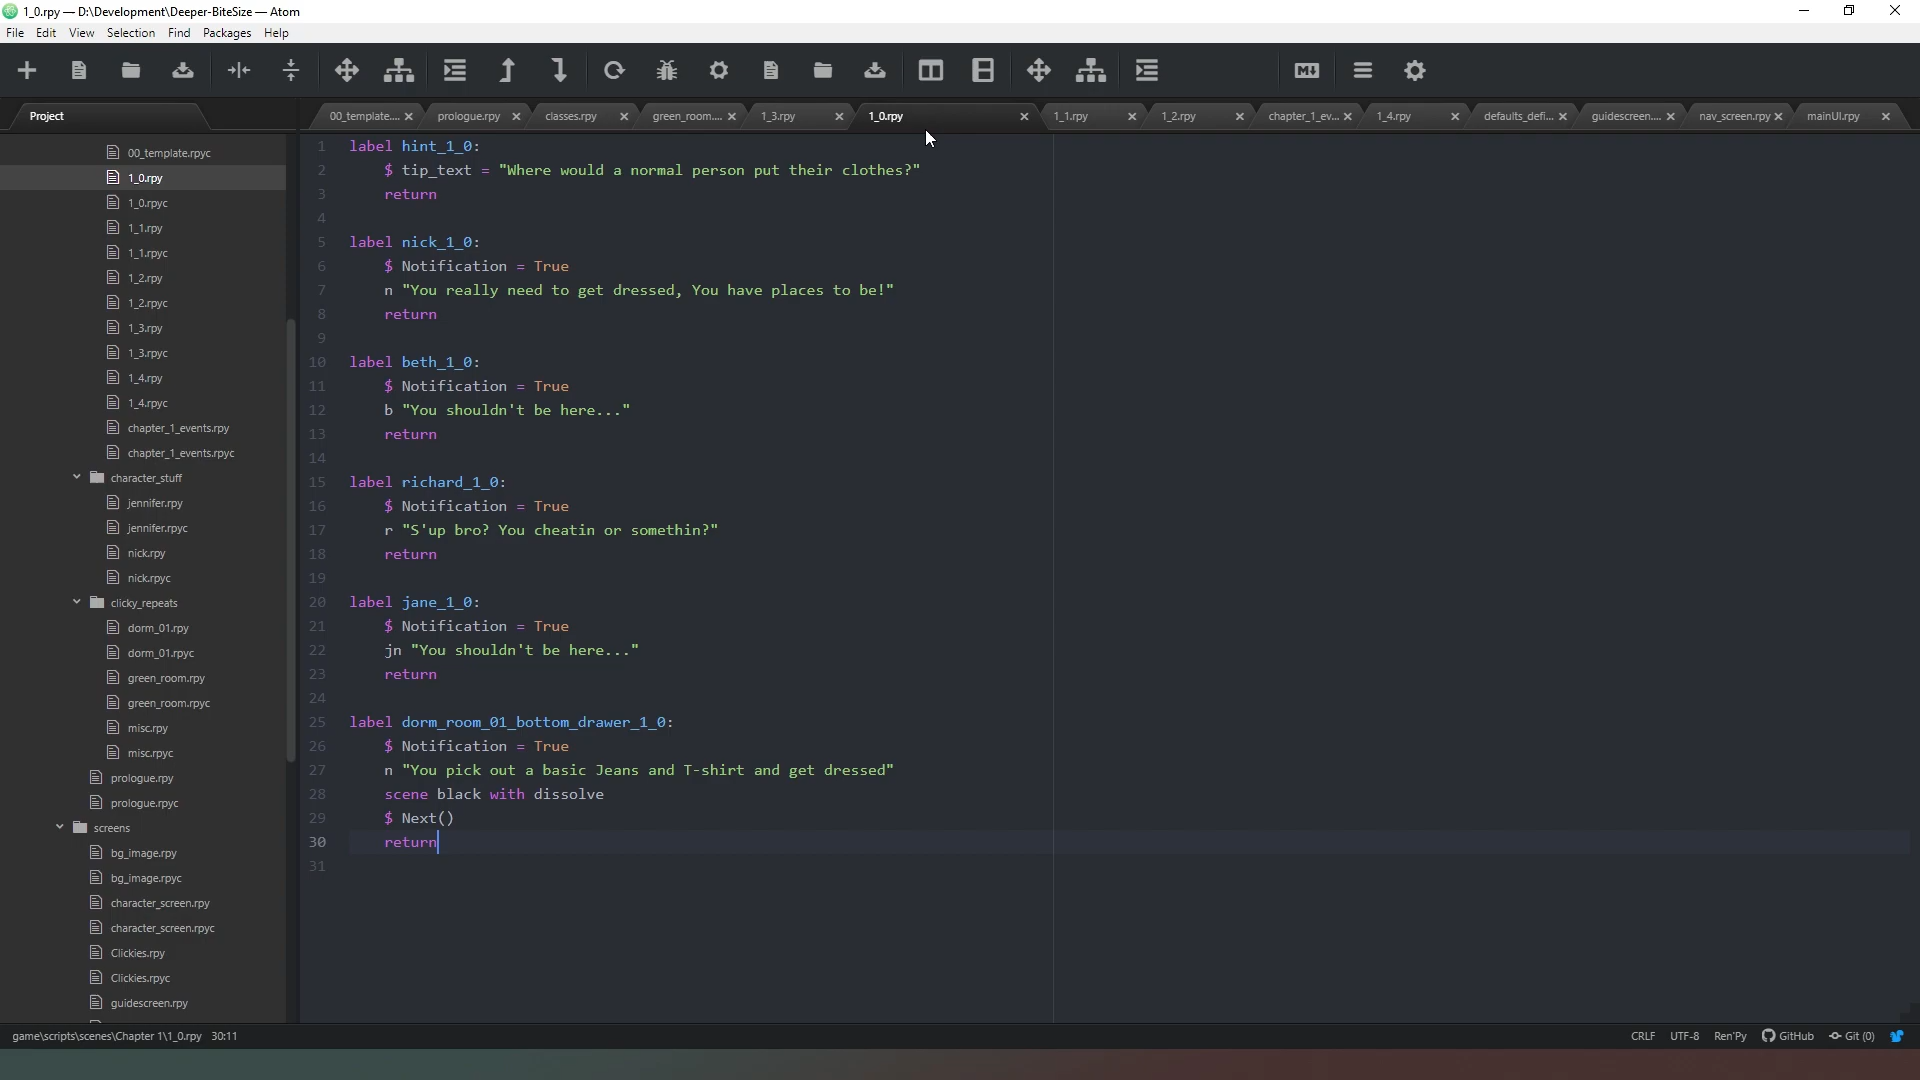 1_0.rpy — D:\Development\Deeper-BiteSize — Atom
File Edit View Selection Find Packages Help
Project
00_template.... prologue.rpy classes.rpy green_room.... 1_3.rpy 1_0.rpy 1_1.rpy 1_2.rpy chapter_1_ev... 1_4.rpy defaults_defi... guidescreen.... nav_screen.rpy mainUI.rpy
00_template.rpyc
1_0.rpy
1_0.rpyc
1_1.rpy
1_1.rpyc
1_2.rpy
1_2.rpyc
1_3.rpy
1_3.rpyc
1_4.rpy
1_4.rpyc
chapter_1_events.rpy
chapter_1_events.rpyc
character_stuff
jennifer.rpy
jennifer.rpyc
nick.rpy
nick.rpyc
clicky_repeats
dorm_01.rpy
dorm_01.rpyc
green_room.rpy
green_room.rpyc
misc.rpy
misc.rpyc
prologue.rpy
prologue.rpyc
screens
bg_image.rpy
bg_image.rpyc
character_screen.rpy
character_screen.rpyc
Clickies.rpy
Clickies.rpyc
guidescreen.rpy
1 label hint_1_0:
2 $ tip_text = "Where would a normal person put their clothes?"
3 return
4
5 label nick_1_0:
6 $ Notification = True
7 n "You really need to get dressed, You have places to be!"
8 return
9
10 label beth_1_0:
11 $ Notification = True
12 b "You shouldn't be here..."
13 return
14
15 label richard_1_0:
16 $ Notification = True
17 r "S'up bro? You cheatin or somethin?"
18 return
19
20 label jane_1_0:
21 $ Notification = True
22 jn "You shouldn't be here..."
23 return
24
25 label dorm_room_01_bottom_drawer_1_0:
26 $ Notification = True
27 n "You pick out a basic Jeans and T-shirt and get dressed"
28 scene black with dissolve
29 $ Next()
30 return
31
game\scripts\scenes\Chapter 1\1_0.rpy 30:11 CRLF UTF-8 Ren'Py GitHub Git (0)